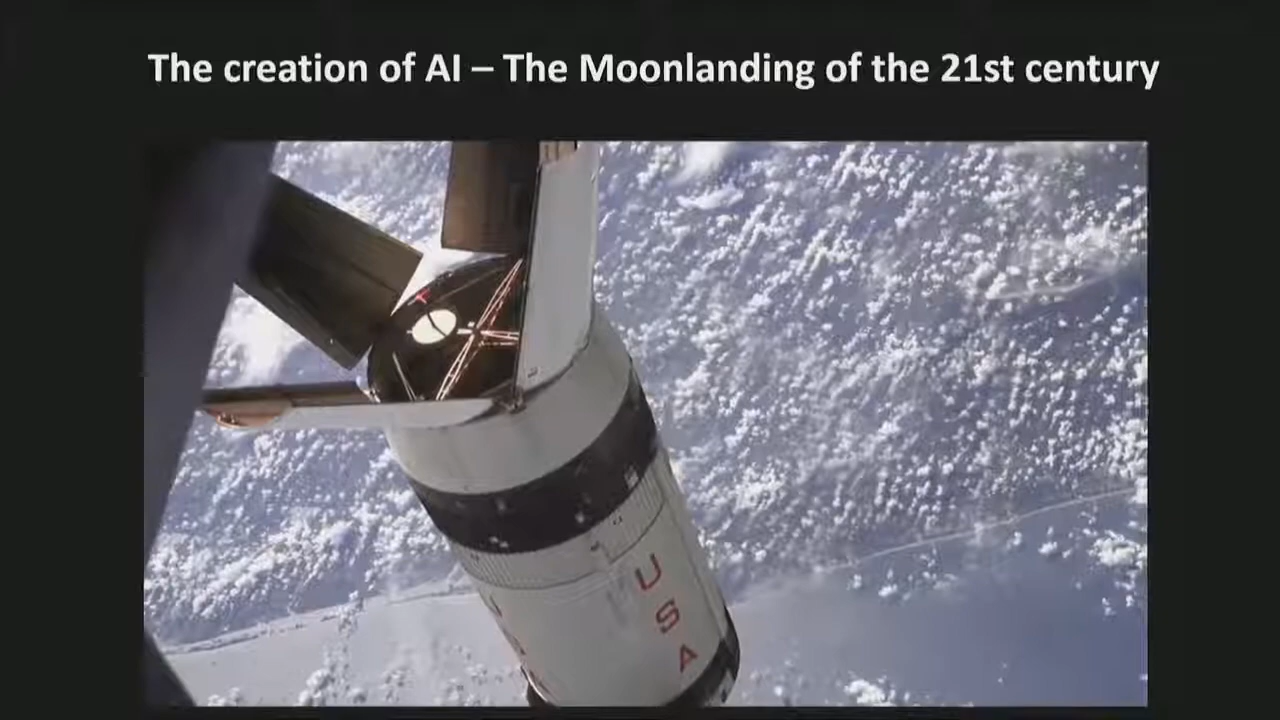 The creation of AI – The Moonlanding of the 21st century
USA